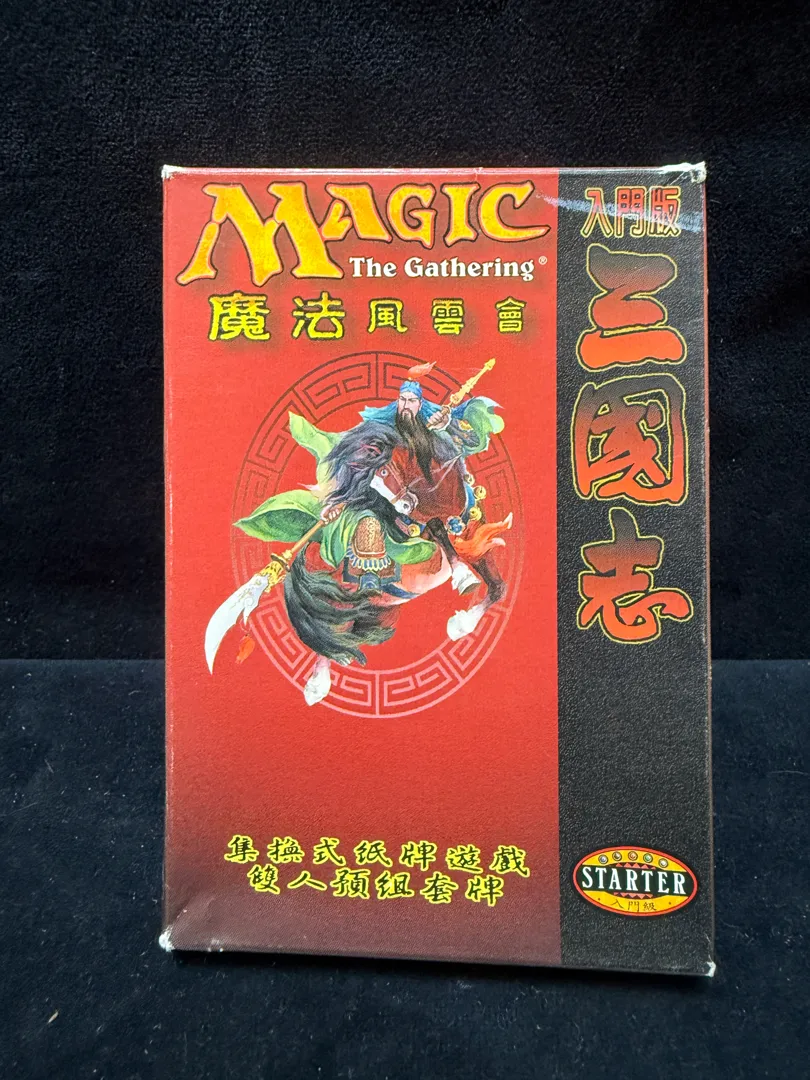 MAGIC
The Gathering®
魔法風雲會
入門版
三國志
集換式纸牌遊戲
雙人預組套牌
STARTER
入門級